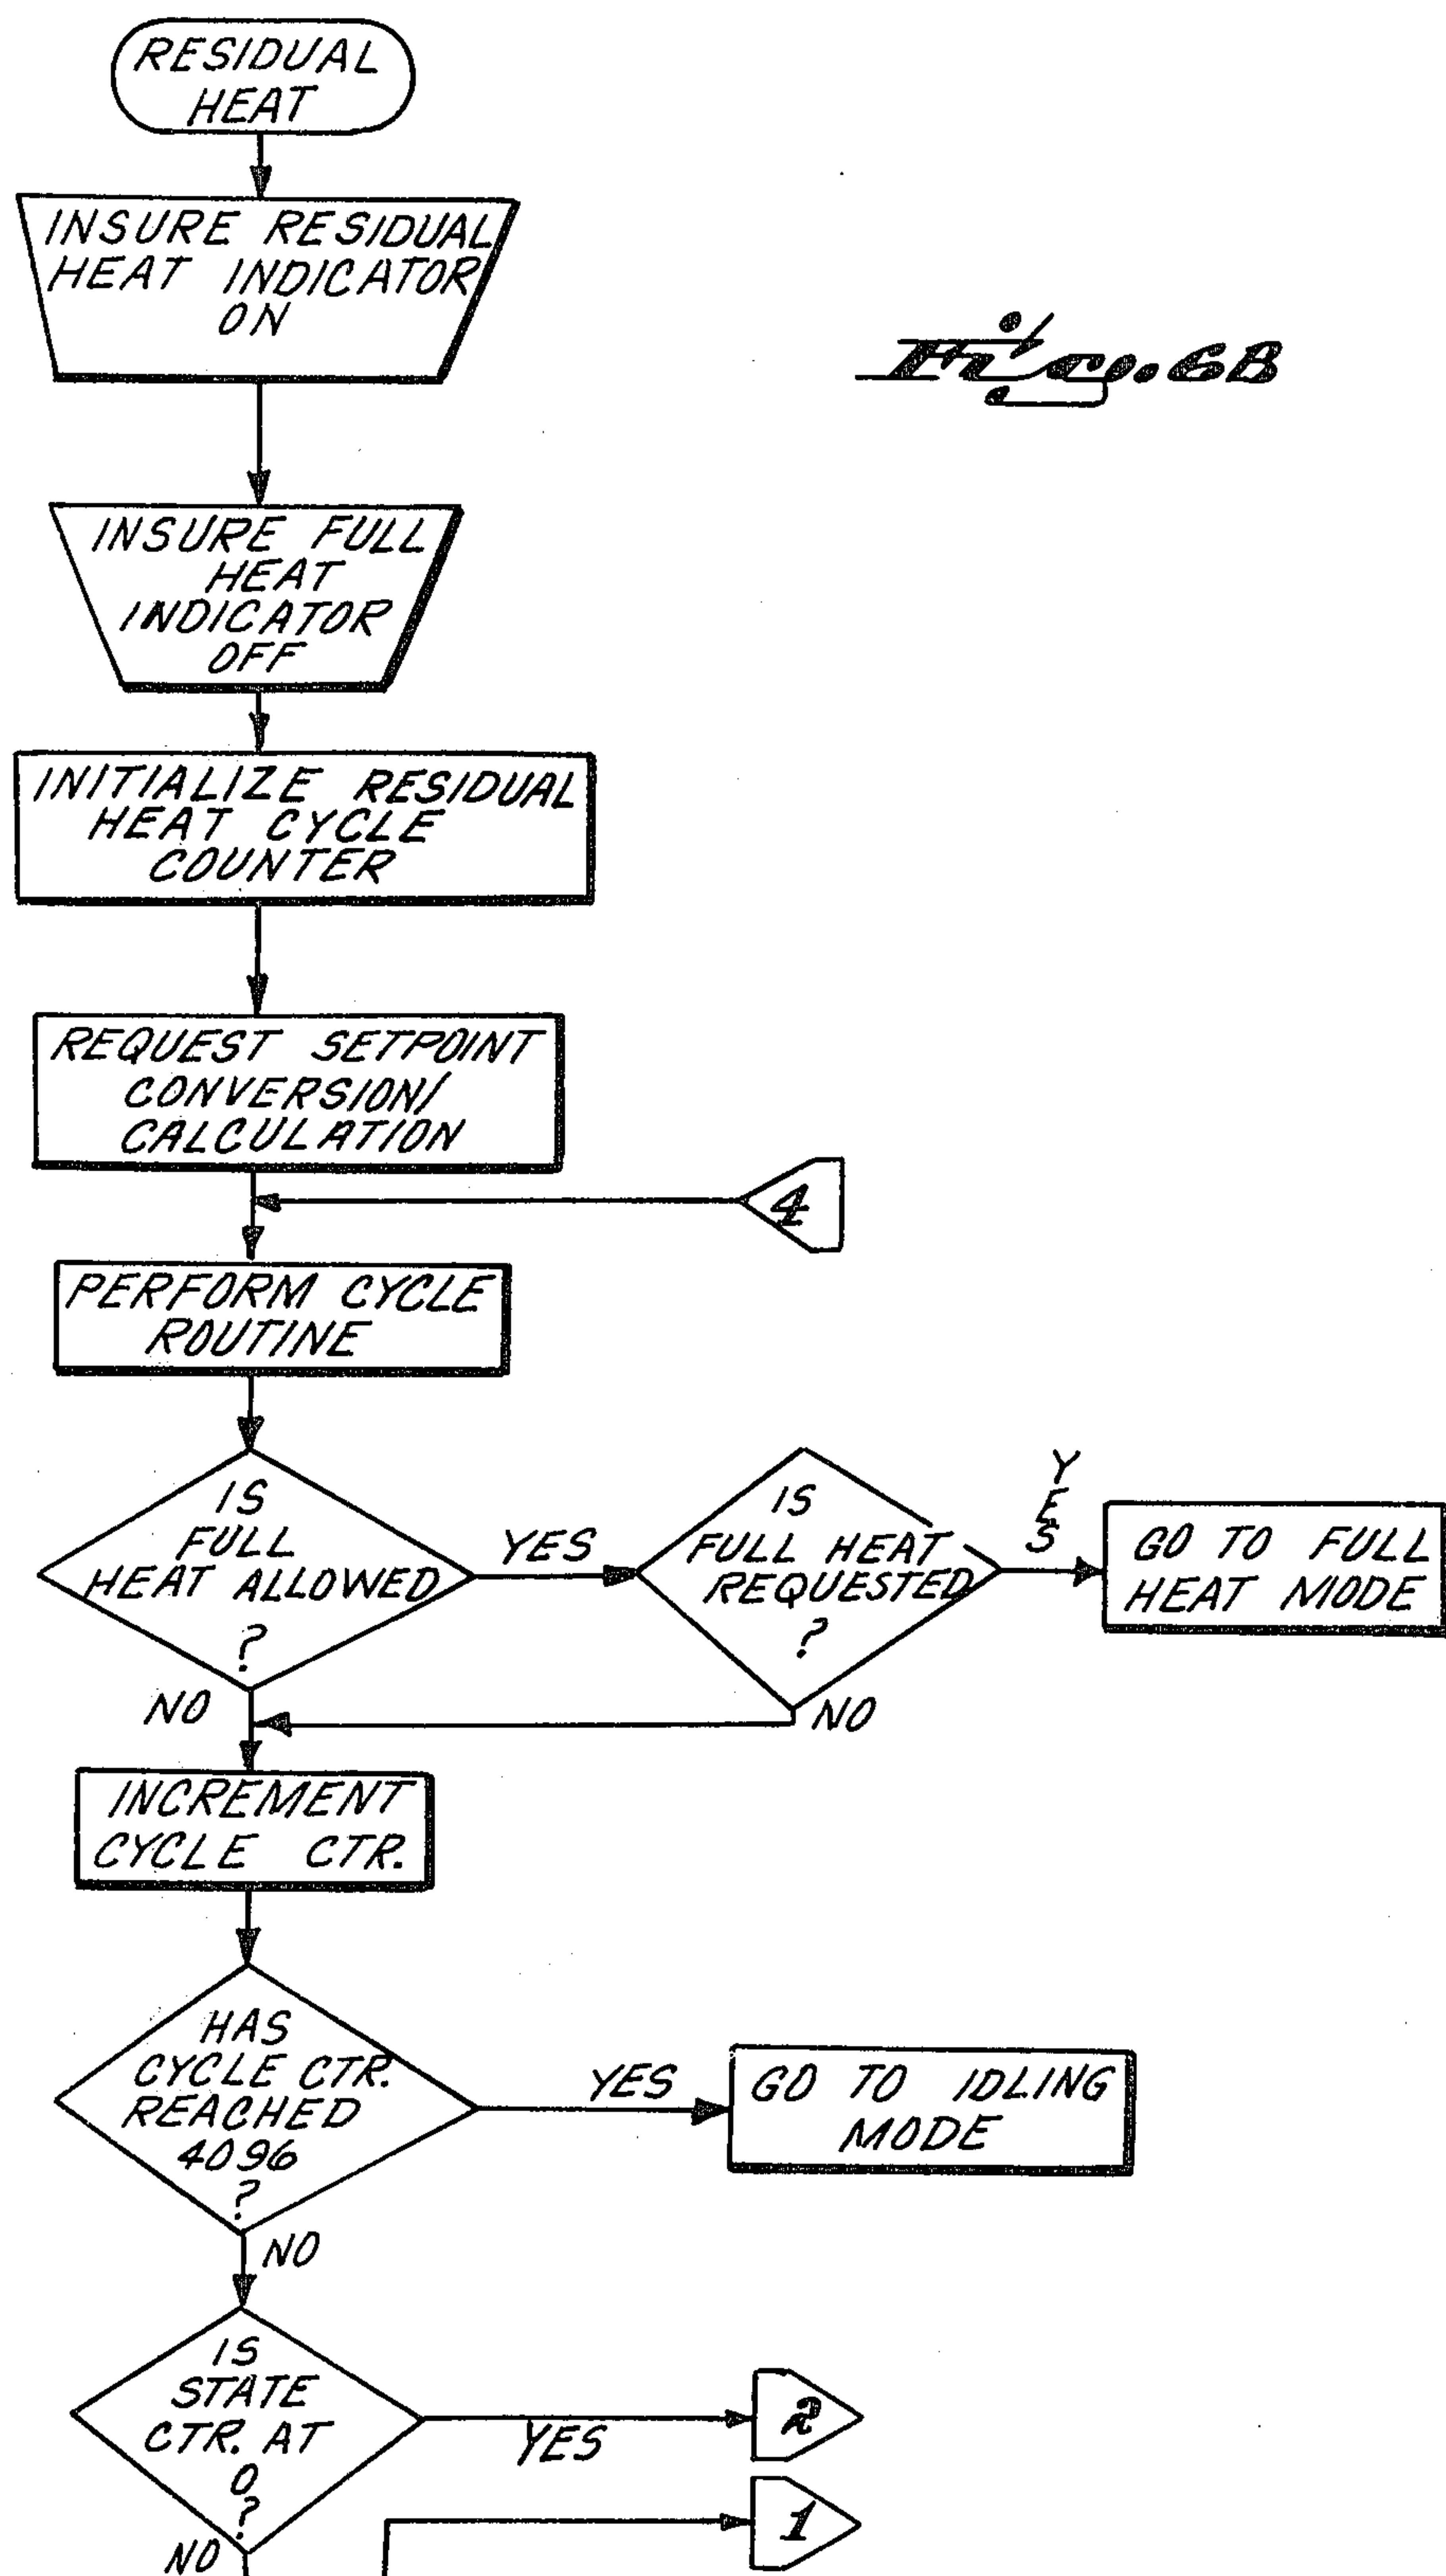 RESIDUAL
HEAT
INSURE RESIDUAL
HEAT INDICATOR
ON
Fig. 6B
INSURE FULL
HEAT
INDICATOR
OFF
INITIALIZE RESIDUAL
HEAT CYCLE
COUNTER
REQUEST SETPOINT
CONVERSION/
CALCULATION
4
PERFORM CYCLE
ROUTINE
IS
FULL
HEAT ALLOWED
?
YES
IS
FULL HEAT
REQUESTED
?
YES
GO TO FULL
HEAT MODE
NO
NO
INCREMENT
CYCLE CTR.
HAS
CYCLE CTR.
REACHED
4096
?
YES
GO TO IDLING
MODE
NO
IS
STATE
CTR. AT
0
?
YES
2
1
NO